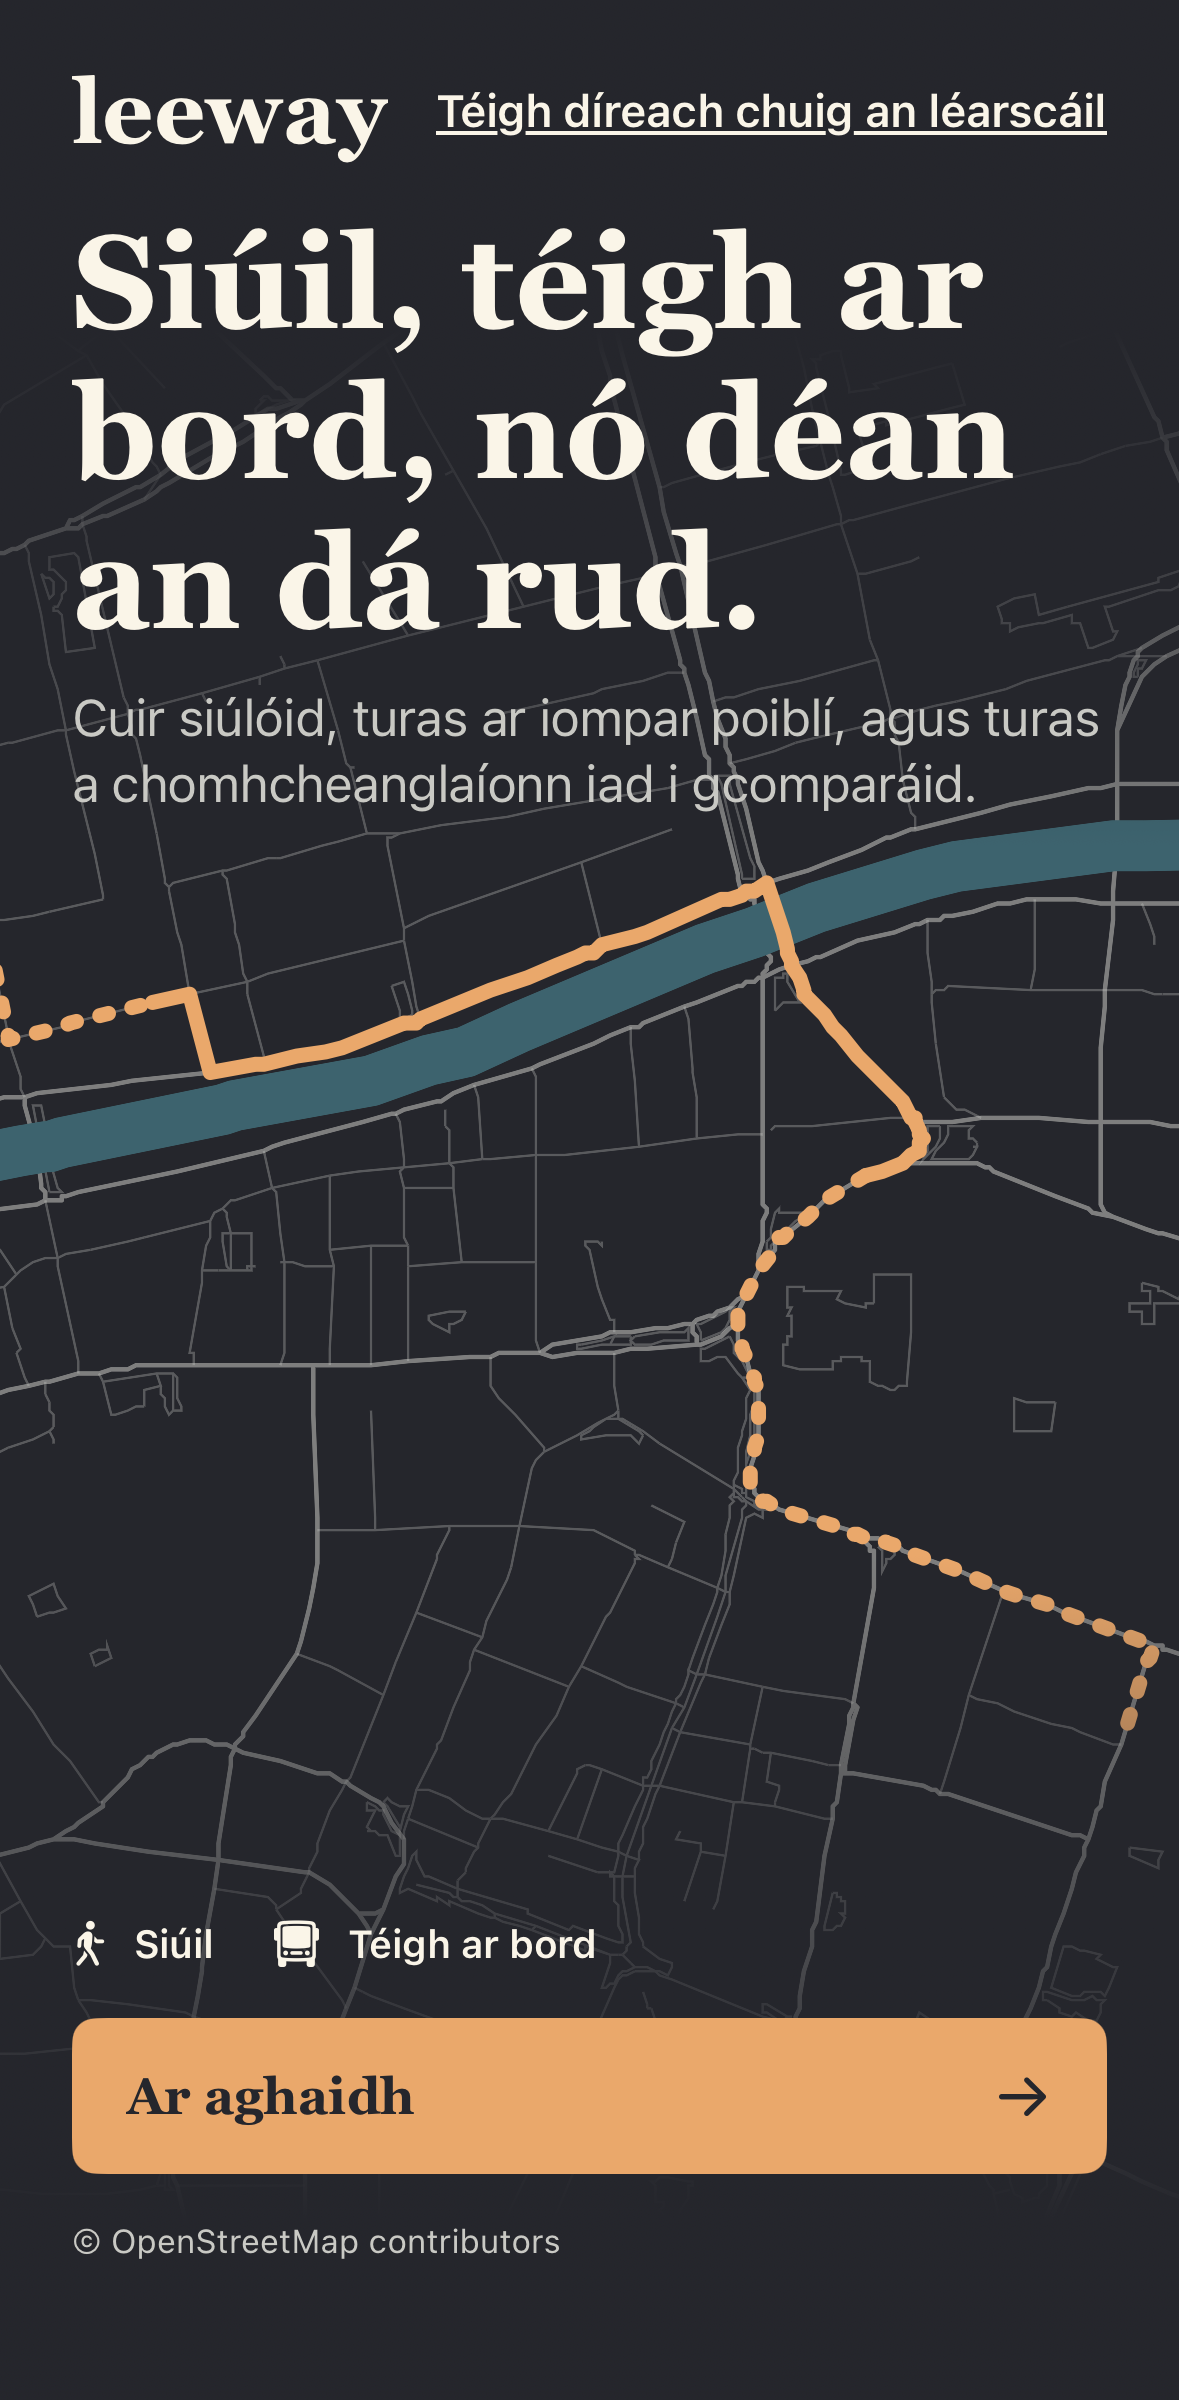 leeway
Téigh díreach chuig an léarscáil
Siúil, téigh ar
bord, nó déan
an dá rud.
Cuir siúlóid, turas ar iompar poiblí, agus turas
a chomhcheanglaíonn iad i gcomparáid.
Siúil
Téigh ar bord
Ar aghaidh
© OpenStreetMap contributors